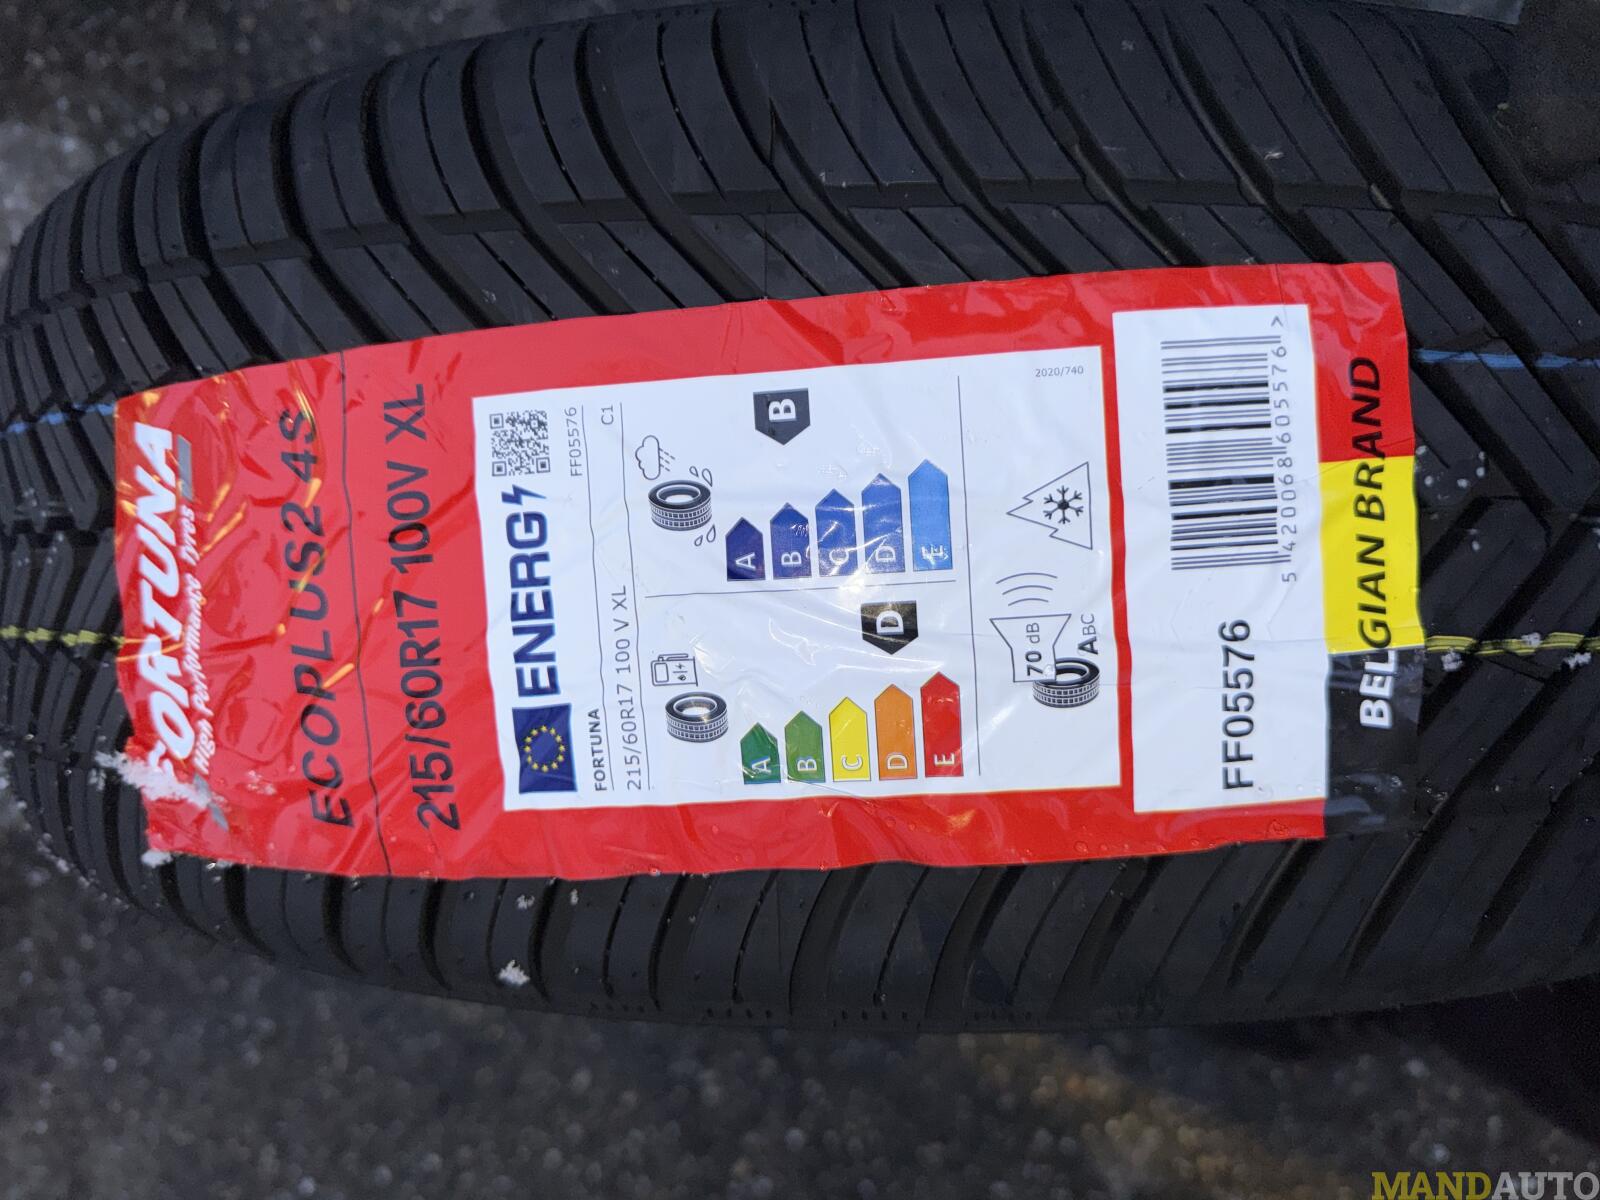 FORTUNA
High Performance Tyres
ECOPLUS2 4S
215/60R17 100V XL
ENERG
FORTUNA
FF05576
215/60R17 100 V XL
C1
A
B
C
D
E
D
A
B
C
D
E
B
70 dB
ABC
2020/740
5 420068 605576 >
FF05576
BELGIAN BRAND
MANDAUTO